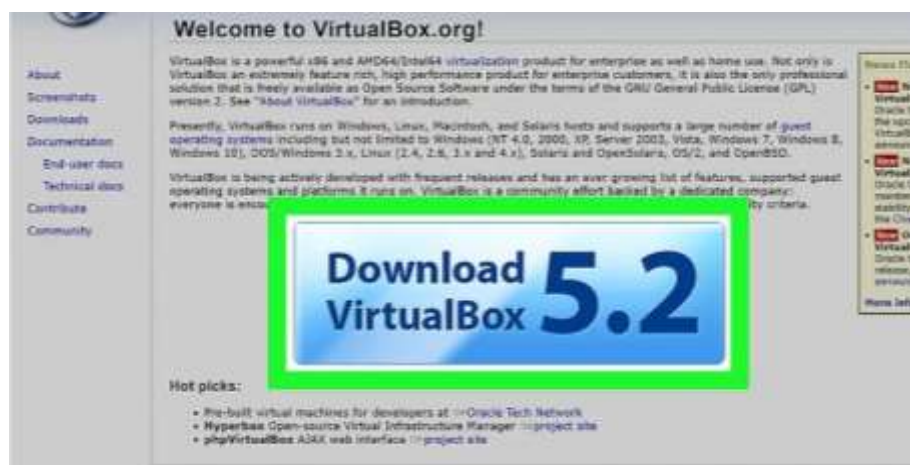 Welcome to VirtualBox.org!
VirtualBox is a powerful x86 and AMD64/Intel64 virtualization product for enterprise as well as home use. Not only is
VirtualBox an extremely feature rich, high performance product for enterprise customers, it is also the only professional
solution that is freely available as Open Source Software under the terms of the GNU General Public License (GPL)
version 2. See "About VirtualBox" for an introduction.
Presently, VirtualBox runs on Windows, Linux, Macintosh, and Solaris hosts and supports a large number of guest
operating systems including but not limited to Windows (NT 4.0, 2000, XP, Server 2003, Vista, Windows 7, Windows 8,
Windows 10), DOS/Windows 3.x, Linux (2.4, 2.6, 3.x and 4.x), Solaris and OpenSolaris, OS/2, and OpenBSD.
VirtualBox is being actively developed with frequent releases and has an ever growing list of features, supported guest
operating systems and platforms it runs on. VirtualBox is a community effort backed by a dedicated company:
everyone is criteria.
Download
VirtualBox 5.2
Hot picks:
• Pre-built virtual machines for developers at Oracle Tech Network
• Hyperbox Open-source Virtual Infrastructure Manager project site
• phpVirtualBox AJAX web interface project site
About
Screenshots
Downloads
Documentation
End-user docs
Technical docs
Contribute
Community